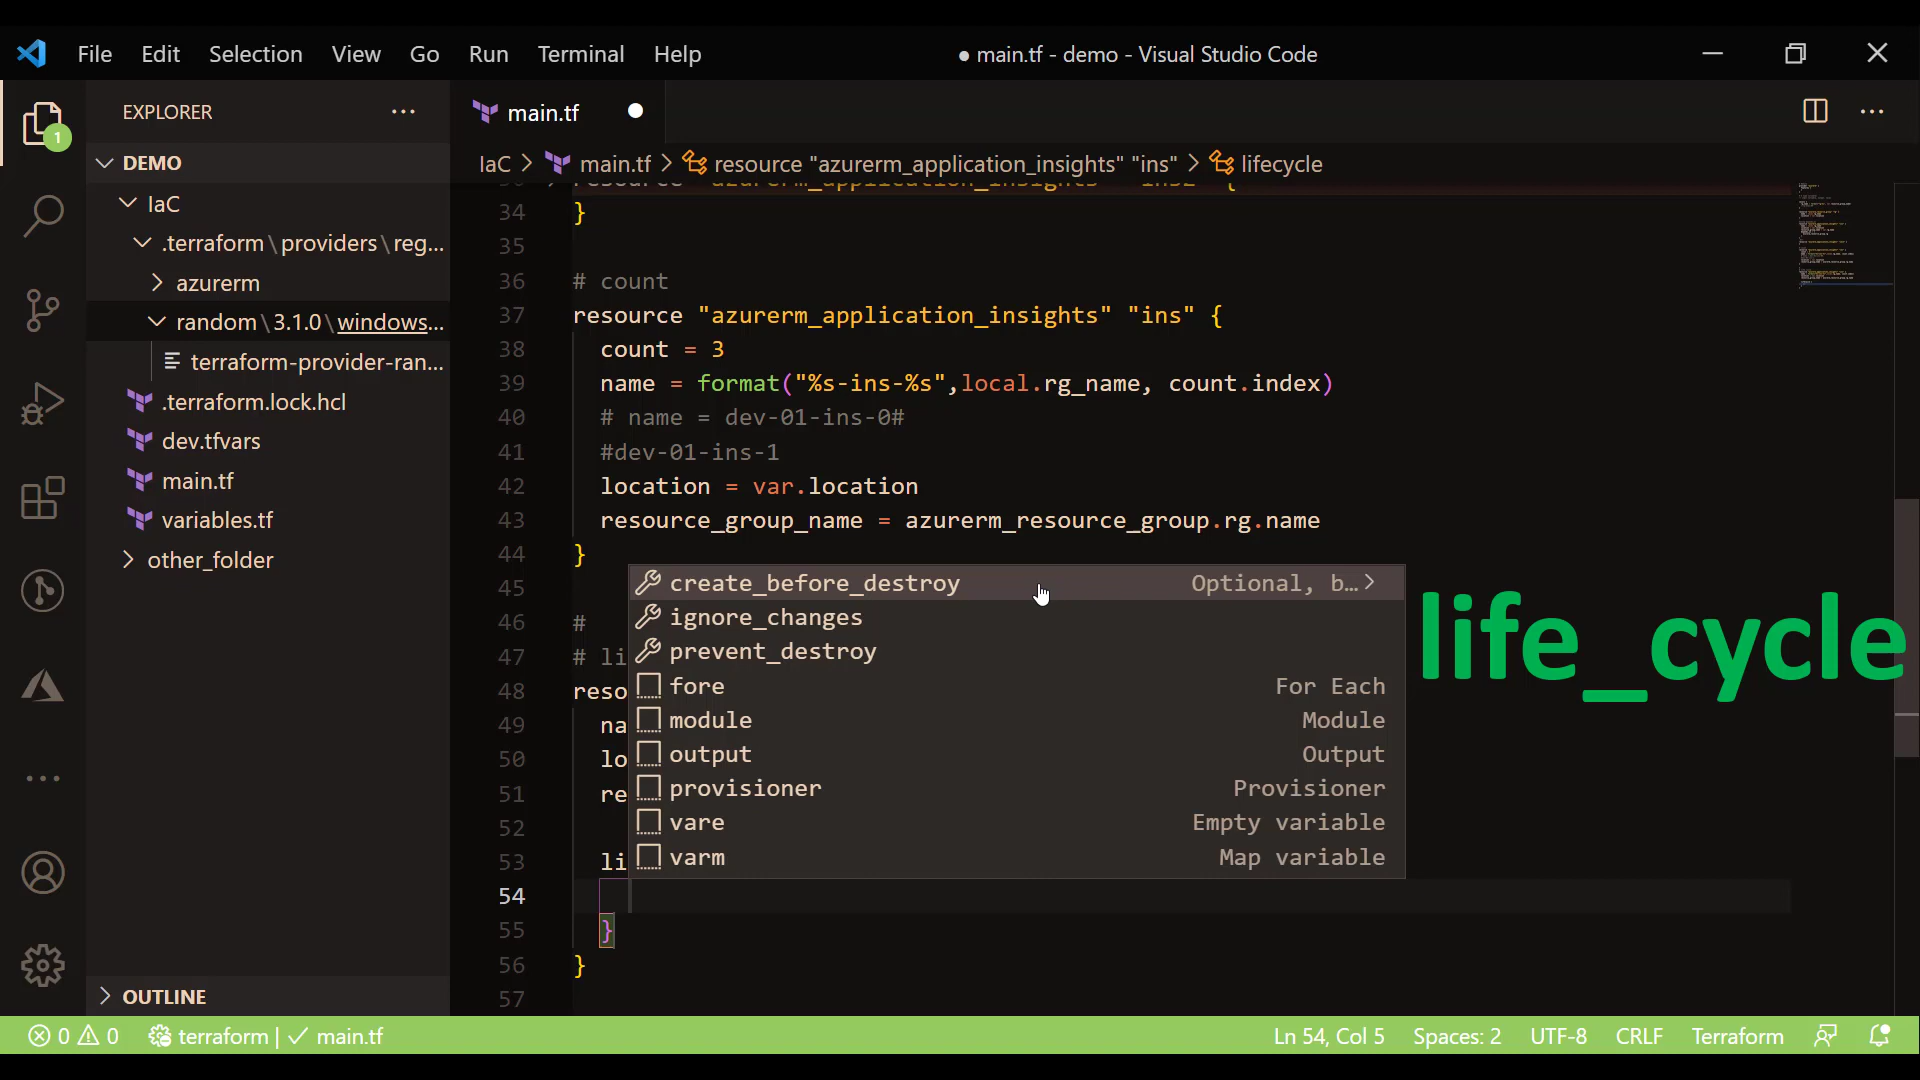 File Edit Selection View Go Run Terminal Help
● main.tf - demo - Visual Studio Code
1
EXPLORER
DEMO
IaC
.terraform\providers\reg...
azurerm
random\3.1.0\windows...
terraform-provider-ran...
.terraform.lock.hcl
dev.tfvars
main.tf
variables.tf
other_folder
OUTLINE
main.tf
IaC > main.tf > resource "azurerm_application_insights" "ins" > lifecycle
resource "azurerm_application_insights" "ins2" {
34 }
35
36 # count
37 resource "azurerm_application_insights" "ins" {
38 count = 3
39 name = format("%s-ins-%s",local.rg_name, count.index)
40 # name = dev-01-ins-0#
41 #dev-01-ins-1
42 location = var.location
43 resource_group_name = azurerm_resource_group.rg.name
44 }
45
46 #
47 # li
48 reso
49 na
50 lo
51 re
52
53 li
54
55 }
56 }
57
create_before_destroy Optional, b...
ignore_changes
prevent_destroy
fore For Each
module Module
output Output
provisioner Provisioner
vare Empty variable
varm Map variable
life_cycle
0 0 terraform | main.tf
Ln 54, Col 5 Spaces: 2 UTF-8 CRLF Terraform